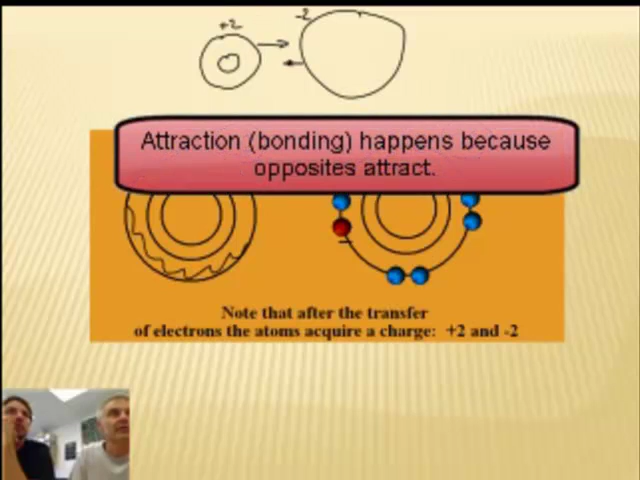 +2
-2
Attraction (bonding) happens because
opposites attract.
Note that after the transfer
of electrons the atoms acquire a charge: +2 and -2